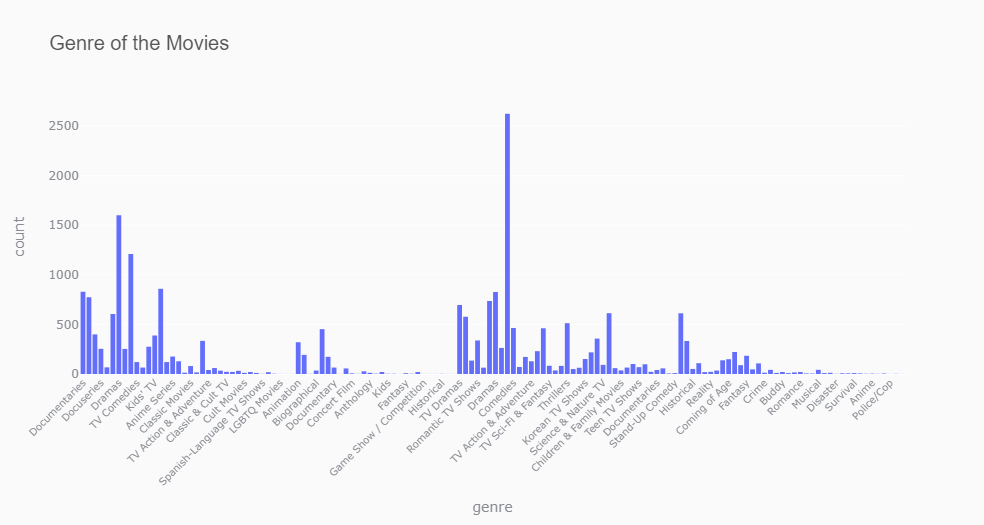 Genre of the Movies
count
2500
2000
1500
1000
500
0
Documentaries
Docuseries
Dramas
TV Comedies
Kids' TV
Anime Series
Classic Movies
TV Action & Adventure
Classic & Cult TV
Cult Movies
Spanish-Language TV Shows
LGBTQ Movies
Animation
Biographical
Documentary
Concert Film
Anthology
Kids
Fantasy
Game Show / Competition
Historical
TV Dramas
Romantic TV Shows
Dramas
Comedies
TV Action & Adventure
TV Sci-Fi & Fantasy
Thrillers
Korean TV Shows
Science & Nature TV
Children & Family Movies
Teen TV Shows
Documentaries
Stand-Up Comedy
Historical
Reality
Coming of Age
Fantasy
Crime
Buddy
Romance
Musical
Disaster
Survival
Anime
Police/Cop
genre